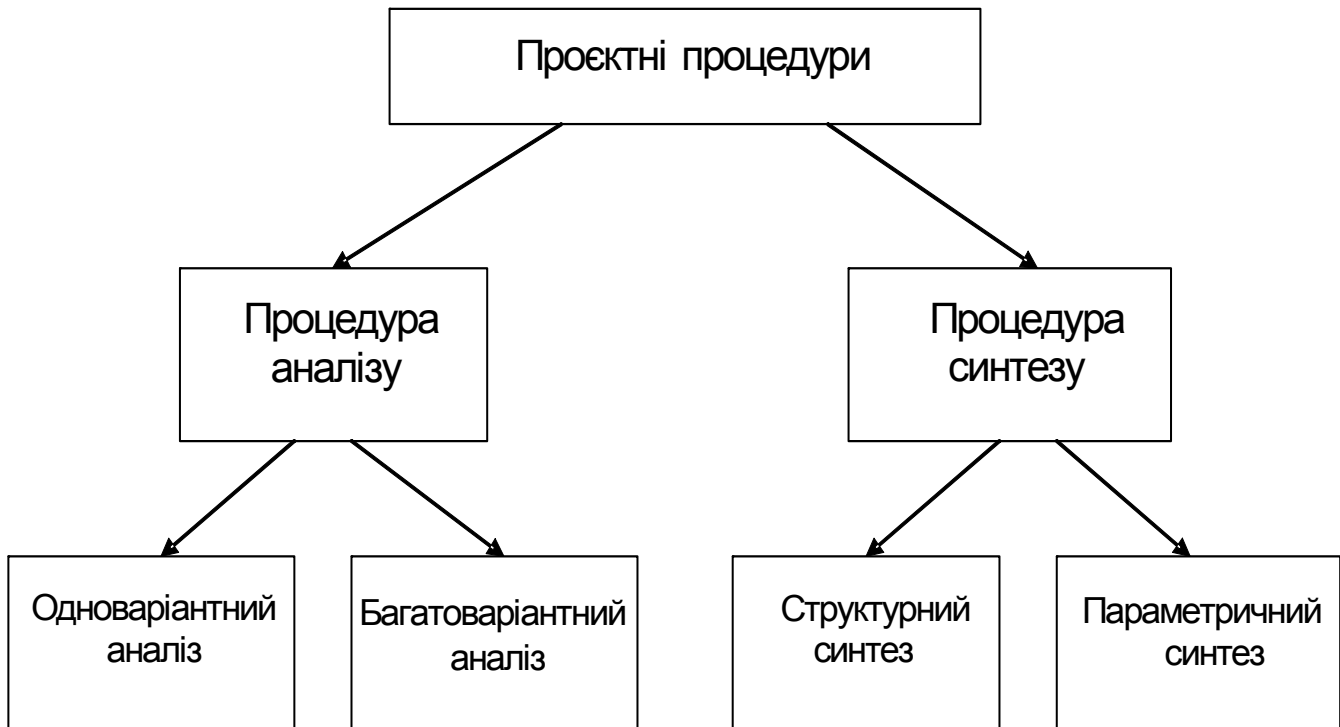 Проєктні процедури
Процедура
аналізу
Процедура
синтезу
Одноваріантний
аналіз
Багатоваріантний
аналіз
Структурний
синтез
Параметричний
синтез